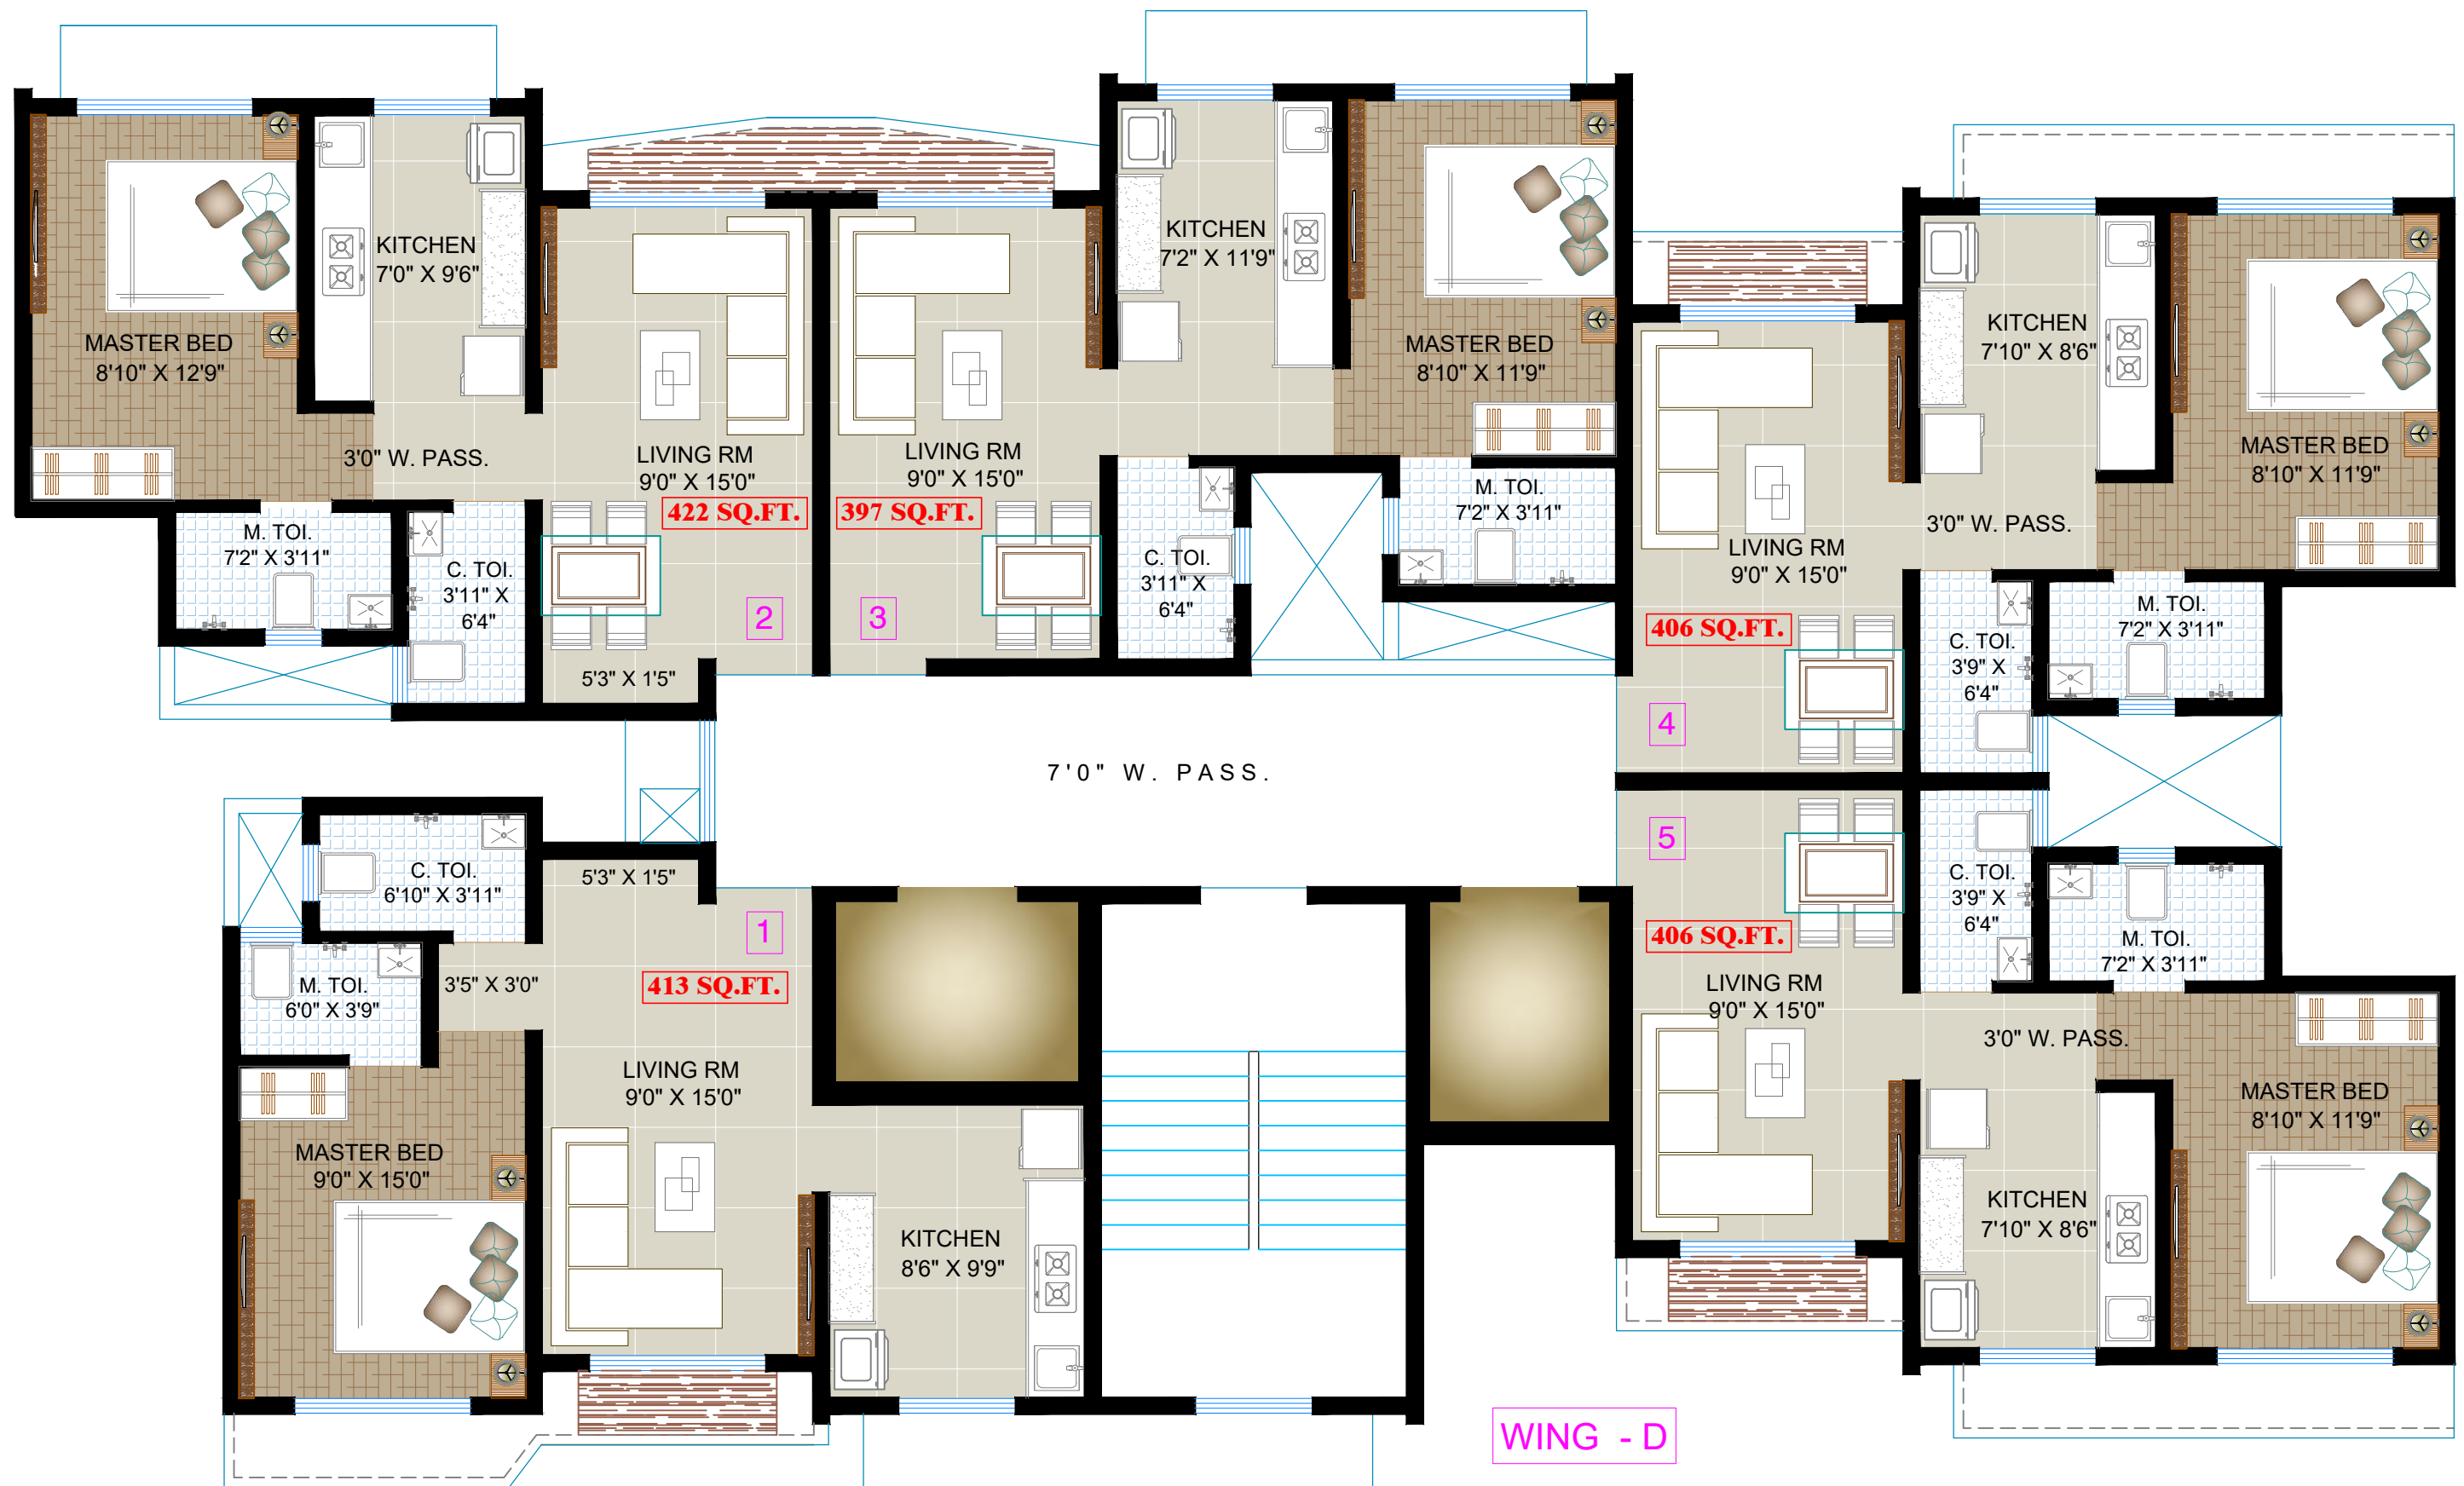 KITCHEN
7'0" X 9'6"
MASTER BED
8'10" X 12'9"
3'0" W. PASS.
LIVING RM
9'0" X 15'0"
422 SQ.FT.
M. TOI.
7'2" X 3'11"
C. TOI.
3'11" X
6'4"
2
5'3" X 1'5"
KITCHEN
7'2" X 11'9"
MASTER BED
8'10" X 11'9"
LIVING RM
9'0" X 15'0"
397 SQ.FT.
3
C. TOI.
3'11" X
6'4"
M. TOI.
7'2" X 3'11"
KITCHEN
7'10" X 8'6"
MASTER BED
8'10" X 11'9"
3'0" W. PASS.
LIVING RM
9'0" X 15'0"
406 SQ.FT.
4
C. TOI.
3'9" X
6'4"
M. TOI.
7'2" X 3'11"
7'0" W. PASS.
5
406 SQ.FT.
LIVING RM
9'0" X 15'0"
C. TOI.
3'9" X
6'4"
M. TOI.
7'2" X 3'11"
3'0" W. PASS.
MASTER BED
8'10" X 11'9"
KITCHEN
7'10" X 8'6"
C. TOI.
6'10" X 3'11"
5'3" X 1'5"
1
413 SQ.FT.
M. TOI.
6'0" X 3'9"
3'5" X 3'0"
LIVING RM
9'0" X 15'0"
MASTER BED
9'0" X 15'0"
KITCHEN
8'6" X 9'9"
WING - D